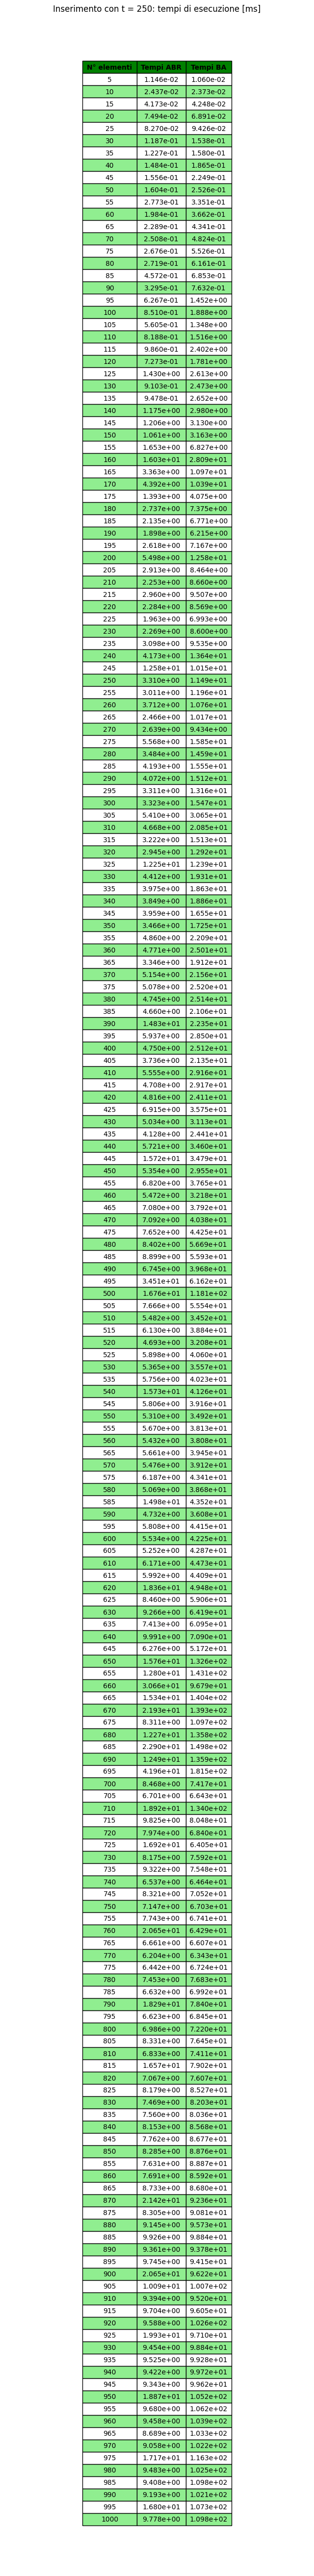 Inserimento con t = 250: tempi di esecuzione [ms]
N° elementi Tempi ABR Tempi BA
5 1.146e-02 1.060e-02
10 2.437e-02 2.373e-02
15 4.173e-02 4.248e-02
20 7.494e-02 6.891e-02
25 8.270e-02 9.426e-02
30 1.187e-01 1.538e-01
35 1.227e-01 1.580e-01
40 1.484e-01 1.865e-01
45 1.556e-01 2.249e-01
50 1.604e-01 2.526e-01
55 2.773e-01 3.351e-01
60 1.984e-01 3.662e-01
65 2.289e-01 4.341e-01
70 2.508e-01 4.824e-01
75 2.676e-01 5.526e-01
80 2.719e-01 6.161e-01
85 4.572e-01 6.853e-01
90 3.295e-01 7.632e-01
95 6.267e-01 1.452e+00
100 8.510e-01 1.888e+00
105 5.605e-01 1.348e+00
110 8.188e-01 1.516e+00
115 9.860e-01 2.402e+00
120 7.273e-01 1.781e+00
125 1.430e+00 2.613e+00
130 9.103e-01 2.473e+00
135 9.478e-01 2.652e+00
140 1.175e+00 2.980e+00
145 1.206e+00 3.130e+00
150 1.061e+00 3.163e+00
155 1.653e+00 6.827e+00
160 1.603e+01 2.809e+01
165 3.363e+00 1.097e+01
170 4.392e+00 1.039e+01
175 1.393e+00 4.075e+00
180 2.737e+00 7.375e+00
185 2.135e+00 6.771e+00
190 1.898e+00 6.215e+00
195 2.618e+00 7.167e+00
200 5.498e+00 1.258e+01
205 2.913e+00 8.464e+00
210 2.253e+00 8.660e+00
215 2.960e+00 9.507e+00
220 2.284e+00 8.569e+00
225 1.963e+00 6.993e+00
230 2.269e+00 8.600e+00
235 3.098e+00 9.535e+00
240 4.173e+00 1.364e+01
245 1.258e+01 1.015e+01
250 3.310e+00 1.149e+01
255 3.011e+00 1.196e+01
260 3.712e+00 1.076e+01
265 2.466e+00 1.017e+01
270 2.639e+00 9.434e+00
275 5.568e+00 1.585e+01
280 3.484e+00 1.459e+01
285 4.193e+00 1.555e+01
290 4.072e+00 1.512e+01
295 3.311e+00 1.316e+01
300 3.323e+00 1.547e+01
305 5.410e+00 3.065e+01
310 4.668e+00 2.085e+01
315 3.222e+00 1.513e+01
320 2.945e+00 1.292e+01
325 1.225e+01 1.239e+01
330 4.412e+00 1.931e+01
335 3.975e+00 1.863e+01
340 3.849e+00 1.886e+01
345 3.959e+00 1.655e+01
350 3.466e+00 1.725e+01
355 4.860e+00 2.209e+01
360 4.771e+00 2.501e+01
365 3.346e+00 1.912e+01
370 5.154e+00 2.156e+01
375 5.078e+00 2.520e+01
380 4.745e+00 2.514e+01
385 4.660e+00 2.106e+01
390 1.483e+01 2.235e+01
395 5.937e+00 2.850e+01
400 4.750e+00 2.512e+01
405 3.736e+00 2.135e+01
410 5.555e+00 2.916e+01
415 4.708e+00 2.917e+01
420 4.816e+00 2.411e+01
425 6.915e+00 3.575e+01
430 5.034e+00 3.113e+01
435 4.128e+00 2.441e+01
440 5.721e+00 3.460e+01
445 1.572e+01 3.479e+01
450 5.354e+00 2.955e+01
455 6.820e+00 3.765e+01
460 5.472e+00 3.218e+01
465 7.080e+00 3.792e+01
470 7.092e+00 4.038e+01
475 7.652e+00 4.425e+01
480 8.402e+00 5.669e+01
485 8.899e+00 5.593e+01
490 6.745e+00 3.968e+01
495 3.451e+01 6.162e+01
500 1.676e+01 1.181e+02
505 7.666e+00 5.554e+01
510 5.482e+00 3.452e+01
515 6.130e+00 3.884e+01
520 4.693e+00 3.208e+01
525 5.898e+00 4.060e+01
530 5.365e+00 3.557e+01
535 5.756e+00 4.023e+01
540 1.573e+01 4.126e+01
545 5.806e+00 3.916e+01
550 5.310e+00 3.492e+01
555 5.670e+00 3.813e+01
560 5.432e+00 3.808e+01
565 5.661e+00 3.945e+01
570 5.476e+00 3.912e+01
575 6.187e+00 4.341e+01
580 5.069e+00 3.868e+01
585 1.498e+01 4.352e+01
590 4.732e+00 3.608e+01
595 5.808e+00 4.415e+01
600 5.534e+00 4.225e+01
605 5.252e+00 4.287e+01
610 6.171e+00 4.473e+01
615 5.992e+00 4.409e+01
620 1.836e+01 4.948e+01
625 8.460e+00 5.906e+01
630 9.266e+00 6.419e+01
635 7.413e+00 6.095e+01
640 9.991e+00 7.090e+01
645 6.276e+00 5.172e+01
650 1.576e+01 1.326e+02
655 1.280e+01 1.431e+02
660 3.066e+01 9.679e+01
665 1.534e+01 1.404e+02
670 2.193e+01 1.393e+02
675 8.311e+00 1.097e+02
680 1.227e+01 1.358e+02
685 2.290e+01 1.498e+02
690 1.249e+01 1.359e+02
695 4.196e+01 1.815e+02
700 8.468e+00 7.417e+01
705 6.701e+00 6.643e+01
710 1.892e+01 1.340e+02
715 9.825e+00 8.048e+01
720 7.974e+00 6.840e+01
725 1.692e+01 6.405e+01
730 8.175e+00 7.592e+01
735 9.322e+00 7.548e+01
740 6.537e+00 6.464e+01
745 8.321e+00 7.052e+01
750 7.147e+00 6.703e+01
755 7.743e+00 6.741e+01
760 2.065e+01 6.429e+01
765 6.661e+00 6.607e+01
770 6.204e+00 6.343e+01
775 6.442e+00 6.724e+01
780 7.453e+00 7.683e+01
785 6.632e+00 6.992e+01
790 1.829e+01 7.840e+01
795 6.623e+00 6.845e+01
800 6.986e+00 7.220e+01
805 8.331e+00 7.645e+01
810 6.833e+00 7.411e+01
815 1.657e+01 7.902e+01
820 7.067e+00 7.607e+01
825 8.179e+00 8.527e+01
830 7.469e+00 8.203e+01
835 7.560e+00 8.036e+01
840 8.153e+00 8.568e+01
845 7.762e+00 8.677e+01
850 8.285e+00 8.876e+01
855 7.631e+00 8.887e+01
860 7.691e+00 8.592e+01
865 8.733e+00 8.680e+01
870 2.142e+01 9.236e+01
875 8.305e+00 9.081e+01
880 9.145e+00 9.573e+01
885 9.926e+00 9.884e+01
890 9.361e+00 9.378e+01
895 9.745e+00 9.415e+01
900 2.065e+01 9.622e+01
905 1.009e+01 1.007e+02
910 9.394e+00 9.520e+01
915 9.704e+00 9.605e+01
920 9.588e+00 1.026e+02
925 1.993e+01 9.710e+01
930 9.454e+00 9.884e+01
935 9.525e+00 9.928e+01
940 9.422e+00 9.972e+01
945 9.343e+00 9.962e+01
950 1.887e+01 1.052e+02
955 9.680e+00 1.062e+02
960 9.458e+00 1.039e+02
965 8.689e+00 1.033e+02
970 9.058e+00 1.022e+02
975 1.717e+01 1.163e+02
980 9.483e+00 1.025e+02
985 9.408e+00 1.098e+02
990 9.193e+00 1.021e+02
995 1.680e+01 1.073e+02
1000 9.778e+00 1.098e+02